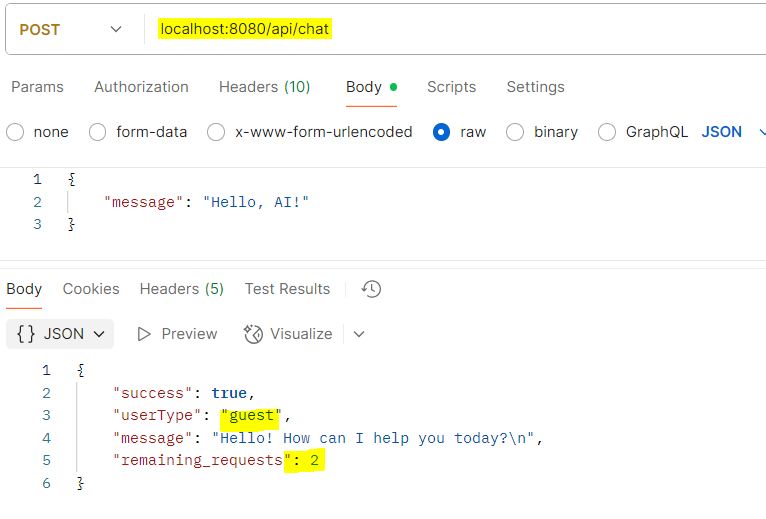 POST localhost:8080/api/chat
Params Authorization Headers (10) Body Scripts Settings
none form-data x-www-form-urlencoded raw binary GraphQL JSON
1 {
2 "message": "Hello, AI!"
3 }
Body Cookies Headers (5) Test Results
{} JSON Preview Visualize
1 {
2 "success": true,
3 "userType": "guest",
4 "message": "Hello! How can I help you today?\n",
5 "remaining_requests": 2
6 }